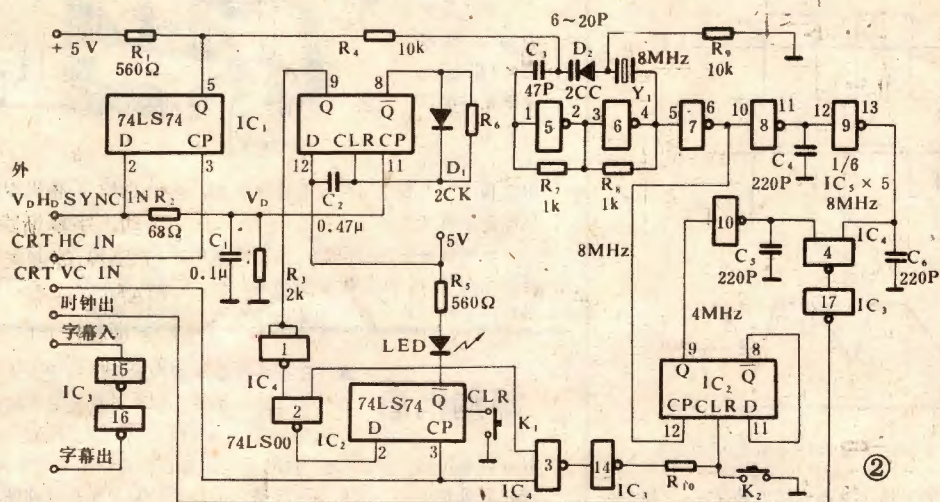 6～20P
+ 5 V
R₁
560Ω
R₄
10k
C₃
47P
D₂
2CC
8MHz
Y₁
R₉
10k
5
Q
74LS74
D CP
2 3
IC₁
9 8
Q Q̄
D CLR CP
12 11
C₂
0.47μ
D₁
2CK
R₆
1 5 2 3 6 4
5 7 6
10 8 11
12 9 13
R₇
1k
R₈
1k
C₄
220P
1/6
IC₅ × 5
8MHz
外
V_D H_D SYNC IN
R₂
68Ω
V_D
CRT HC IN
CRT VC IN
C₁
0.1μ
R₃
2k
5V
R₅
560Ω
LED
8MHz
10
C₅
220P
IC₄
4
C₆
220P
17
IC₃
4MHz
时钟出
字幕入
15
IC₃
16
字幕出
1
IC₄
2
74LS00
IC₂
74LS74 Q̄
D CP
2 3
CLR
K₁
9 8
Q Q̄
IC₂
CP CLR D
12 11
3
IC₄
14
IC₃
R₁₀
K₂
②